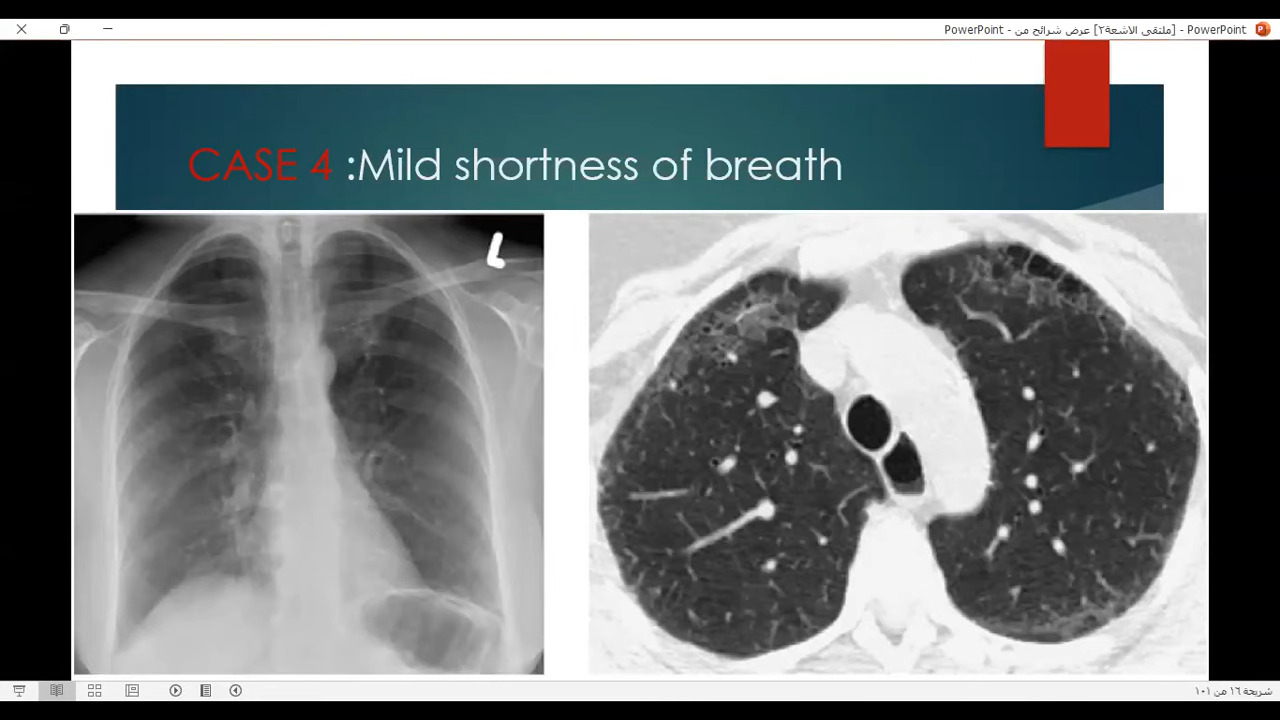 PowerPoint - [ملتقى الاشعة٢] عرض شرائح من - PowerPoint
CASE 4 :Mild shortness of breath
L
شريحة ١٦ من ١٠١